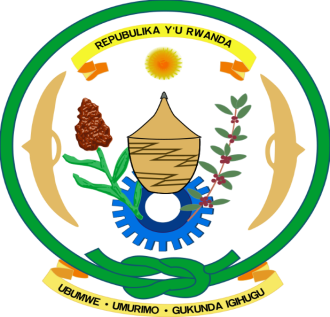 REPUBULIKA Y'U RWANDA
UBUMWE • UMURIMO • GUKUNDA IGIHUGU